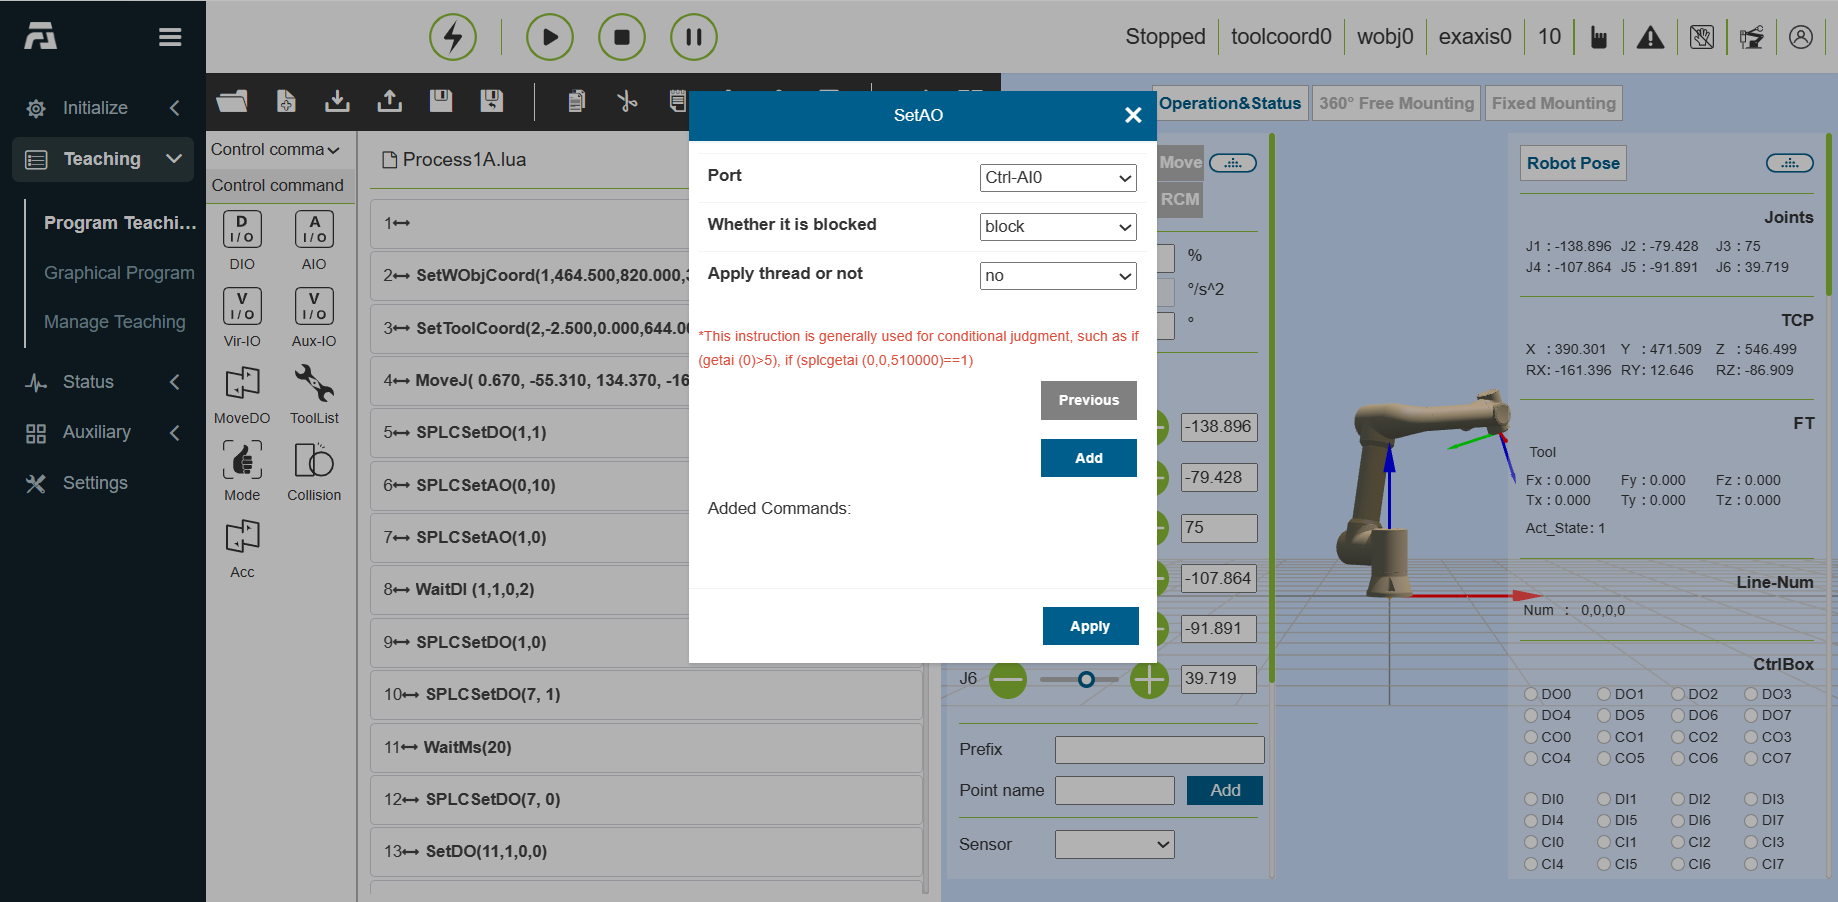 Stopped
toolcoord0
wobj0
exaxis0
10
Initialize
Teaching
Program Teachi...
Graphical Program
Manage Teaching
Status
Auxiliary
Settings
Control comma
Control command
D
I / O
DIO
A
I / O
AIO
V
I / O
Vir-IO
V
I / O
Aux-IO
MoveDO
ToolList
Mode
Collision
Acc
Process1A.lua
1
2 SetWObjCoord(1,464.500,820.000,
3 SetToolCoord(2,-2.500,0.000,644.0
4 MoveJ( 0.670, -55.310, 134.370, -16
5 SPLCSetDO(1,1)
6 SPLCSetAO(0,10)
7 SPLCSetAO(1,0)
8 WaitDI (1,1,0,2)
9 SPLCSetDO(1,0)
10 SPLCSetDO(7, 1)
11 WaitMs(20)
12 SPLCSetDO(7, 0)
13 SetDO(11,1,0,0)
SetAO
Port
Ctrl-AI0
Whether it is blocked
block
Apply thread or not
no
*This instruction is generally used for conditional judgment, such as if
(getai (0)>5), if (splcgetai (0,0,510000)==1)
Previous
Add
Added Commands:
Apply
Operation&Status
360° Free Mounting
Fixed Mounting
Move
RCM
%
°/s^2
°
-138.896
-79.428
75
-107.864
-91.891
J6
39.719
Prefix
Point name
Add
Sensor
Robot Pose
Joints
J1 : -138.896 J2 : -79.428 J3 : 75
J4 : -107.864 J5 : -91.891 J6 : 39.719
TCP
X : 390.301 Y : 471.509 Z : 546.499
RX: -161.396 RY: 12.646 RZ: -86.909
FT
Tool
Fx : 0.000 Fy : 0.000 Fz : 0.000
Tx : 0.000 Ty : 0.000 Tz : 0.000
Act_State: 1
Line-Num
Num : 0,0,0,0
CtrlBox
DO0 DO1 DO2 DO3
DO4 DO5 DO6 DO7
CO0 CO1 CO2 CO3
CO4 CO5 CO6 CO7
DI0 DI1 DI2 DI3
DI4 DI5 DI6 DI7
CI0 CI1 CI2 CI3
CI4 CI5 CI6 CI7